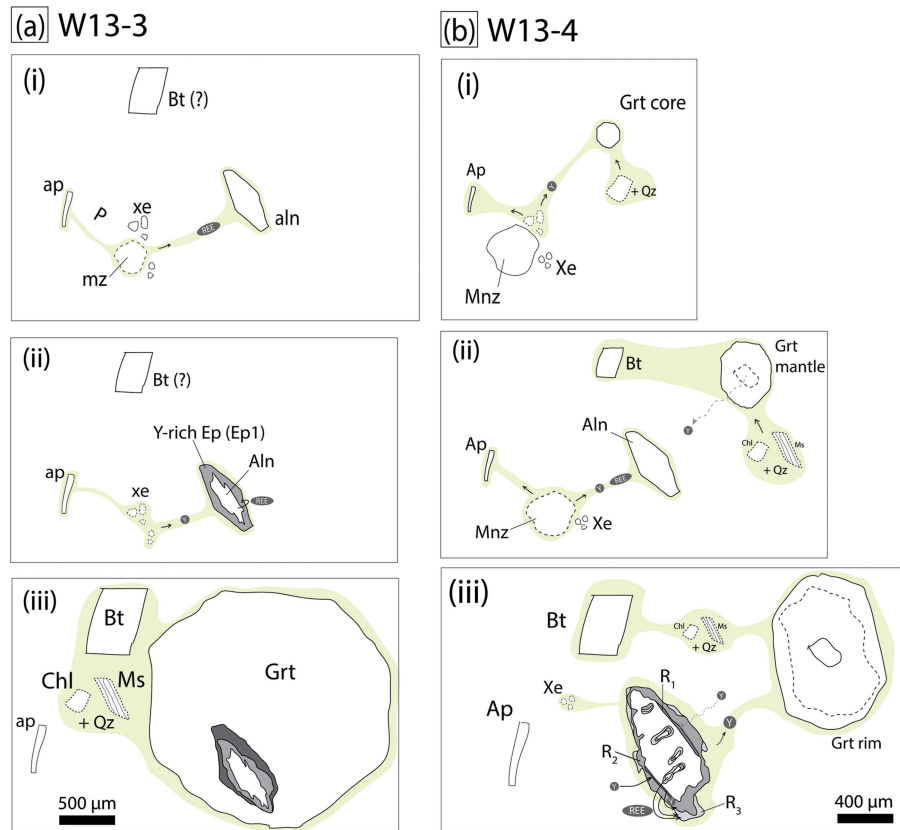 (a) W13-3
(i)
Bt (?)
ap
P
xe
REE
aln
mz
(ii)
Bt (?)
Y-rich Ep (Ep1)
Aln
ap
xe
REE
Y
(iii)
Bt
Chl
Ms
Grt
+ Qz
ap
500 µm
(b) W13-4
(i)
Grt core
Ap
Y
+ Qz
Xe
Mnz
(ii)
Grt
mantle
Bt
Y
Aln
Chl
Ms
+ Qz
Ap
Y
REE
Xe
Mnz
(iii)
Bt
Chl
Ms
+ Qz
Xe
R1
Y
Ap
Y
Grt rim
R2
Y
REE
R3
400 µm